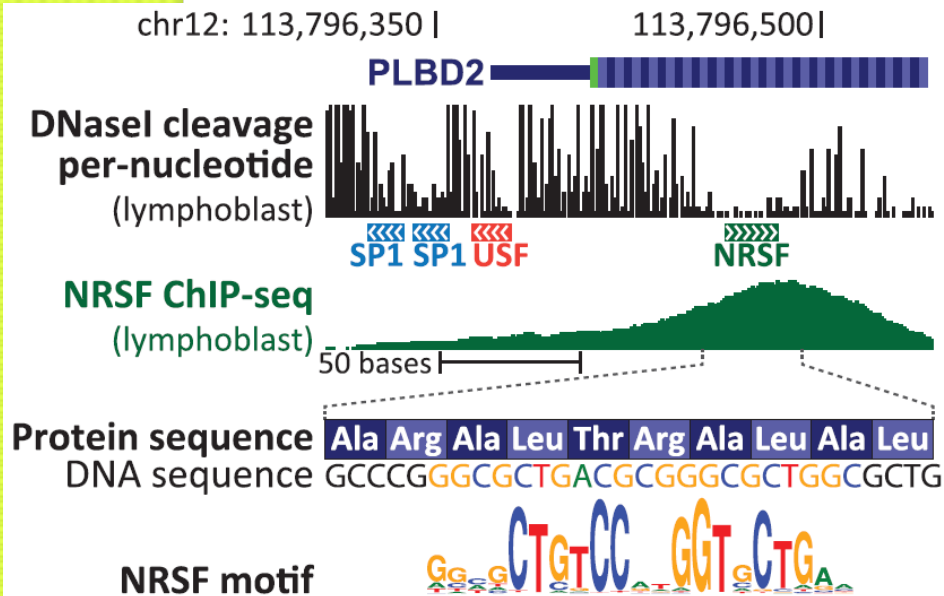 chr12: 113,796,350 113,796,500
PLBD2
DNaseI cleavage
per-nucleotide
(lymphoblast)
SP1 SP1 USF NRSF
NRSF ChIP-seq
(lymphoblast)
50 bases
Protein sequence Ala Arg Ala Leu Thr Arg Ala Leu Ala Leu
DNA sequence GCCCGGGCGCTGACGCGGGCGCTGGCGCTG
NRSF motif GGCGCTGTCCATGGTGCTGA